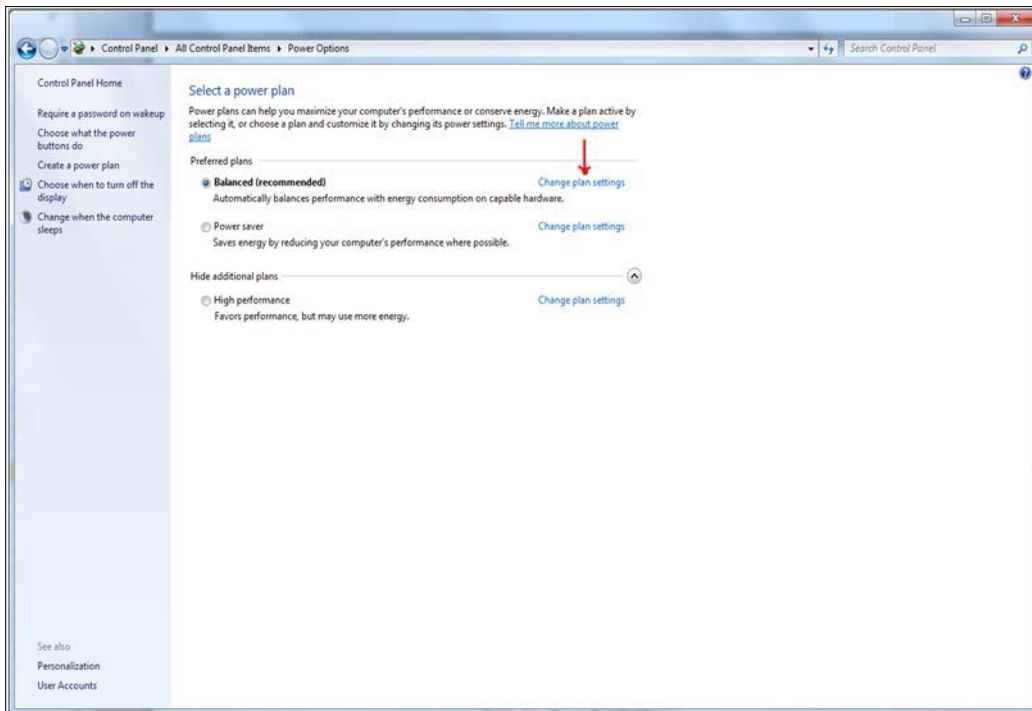 Control Panel ▸ All Control Panel Items ▸ Power Options
Search Control Panel
Control Panel Home
Require a password on wakeup
Choose what the power
buttons do
Create a power plan
Choose when to turn off the
display
Change when the computer
sleeps
See also
Personalization
User Accounts
Select a power plan
Power plans can help you maximize your computer's performance or conserve energy. Make a plan active by
selecting it, or choose a plan and customize it by changing its power settings. Tell me more about power
plans
Preferred plans
Balanced (recommended) Change plan settings
Automatically balances performance with energy consumption on capable hardware.
Power saver Change plan settings
Saves energy by reducing your computer's performance where possible.
Hide additional plans
High performance Change plan settings
Favors performance, but may use more energy.